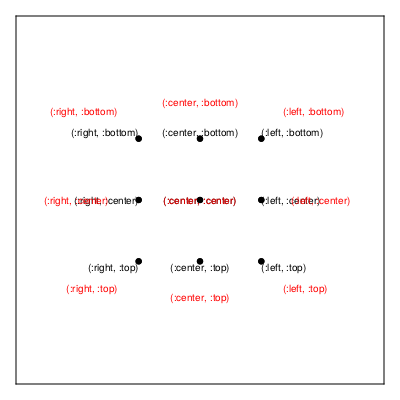 (:center, :bottom)
(:right, :bottom) (:left, :bottom)
(:right, :bottom) (:center, :bottom) (:left, :bottom)
(:right, :center) (:right, :center) (:center, :center) (:center, :center) (:left, :center) (:left, :center)
(:right, :top) (:center, :top) (:left, :top)
(:right, :top) (:left, :top)
(:center, :top)